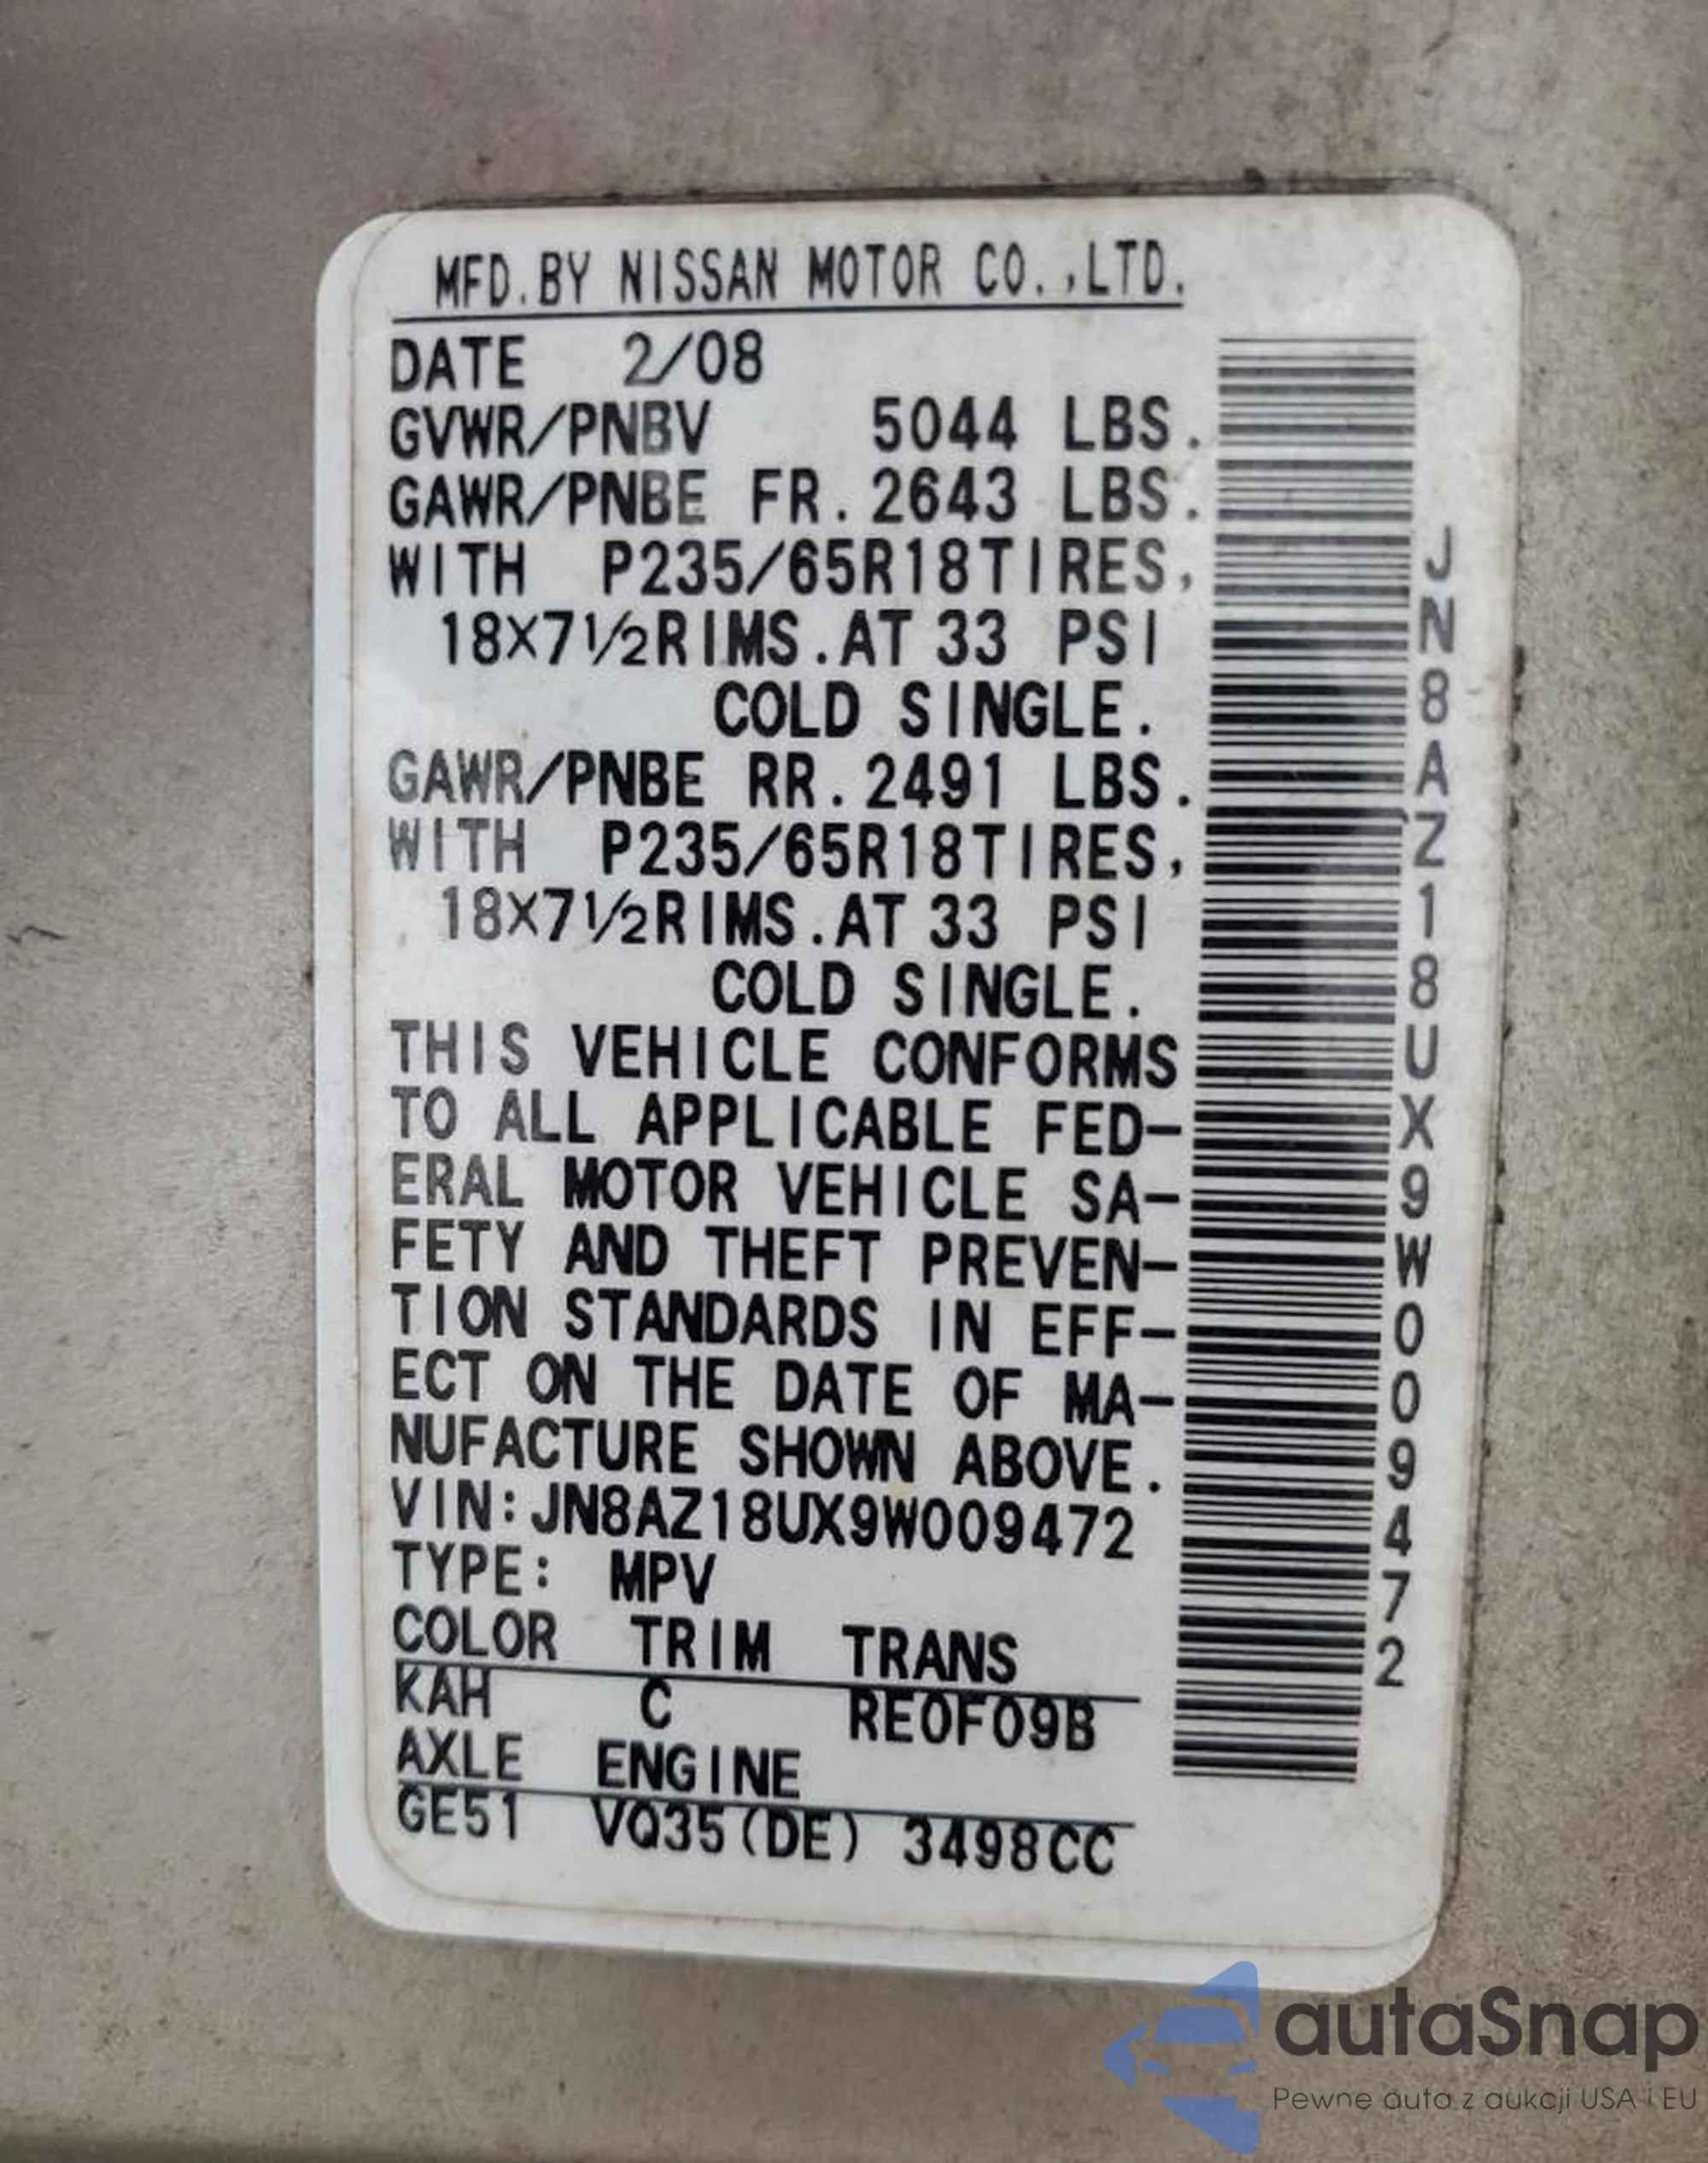 MFD.BY NISSAN MOTOR CO.,LTD.
DATE 2/08
GVWR/PNBV 5044 LBS.
GAWR/PNBE FR. 2643 LBS.
WITH P235/65R18TIRES,
18X7½RIMS.AT 33 PSI
COLD SINGLE.
GAWR/PNBE RR. 2491 LBS.
WITH P235/65R18TIRES,
18X7½RIMS.AT 33 PSI
COLD SINGLE.
THIS VEHICLE CONFORMS
TO ALL APPLICABLE FED-
ERAL MOTOR VEHICLE SA-
FETY AND THEFT PREVEN-
TION STANDARDS IN EFF-
ECT ON THE DATE OF MA-
NUFACTURE SHOWN ABOVE.
VIN:JN8AZ18UX9W009472
TYPE: MPV
COLOR TRIM TRANS
KAH C RE0F09B
AXLE ENGINE
GE51 VQ35(DE) 3498CC
JN8AZ18UX9W009472
autaSnap
Pewne auta z aukcji USA i EU